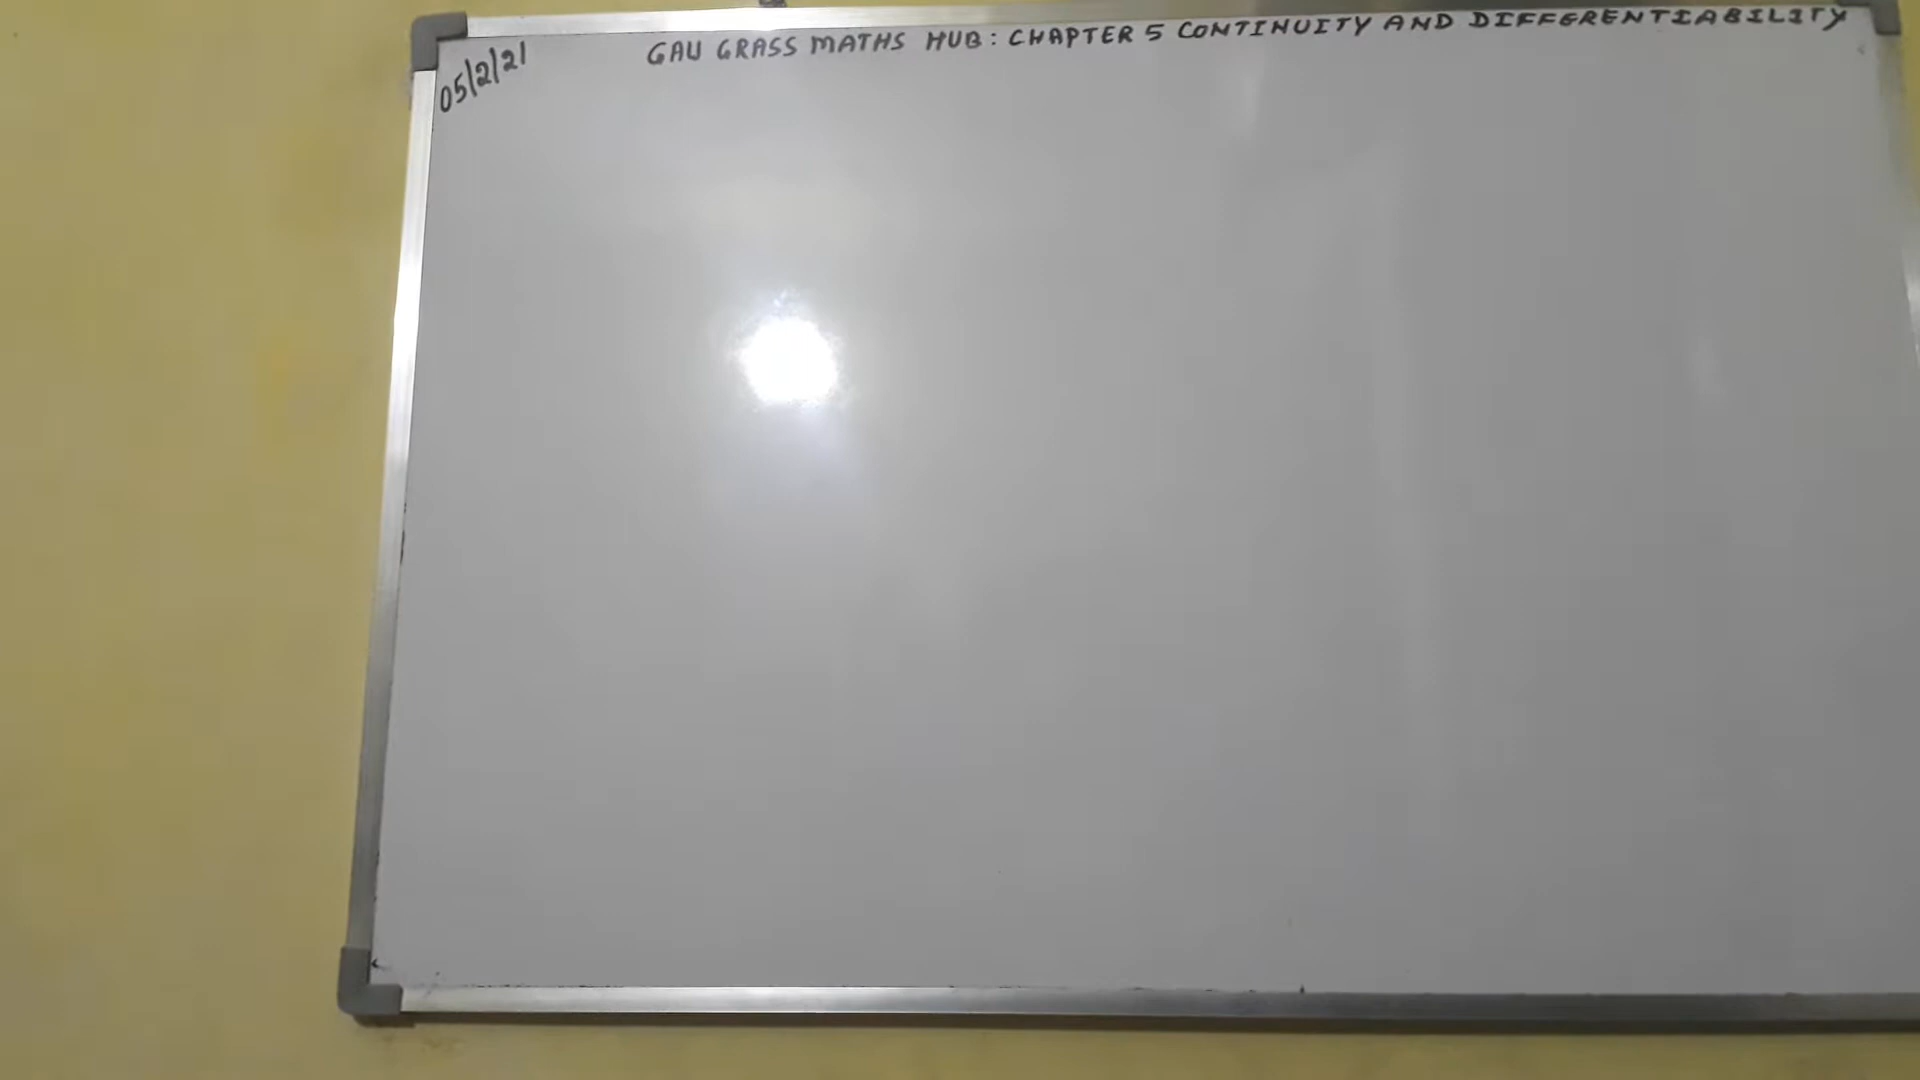 05/2/21
GAU GRASS MATHS HUB: CHAPTER 5 CONTINUITY AND DIFFERENTIABILITY